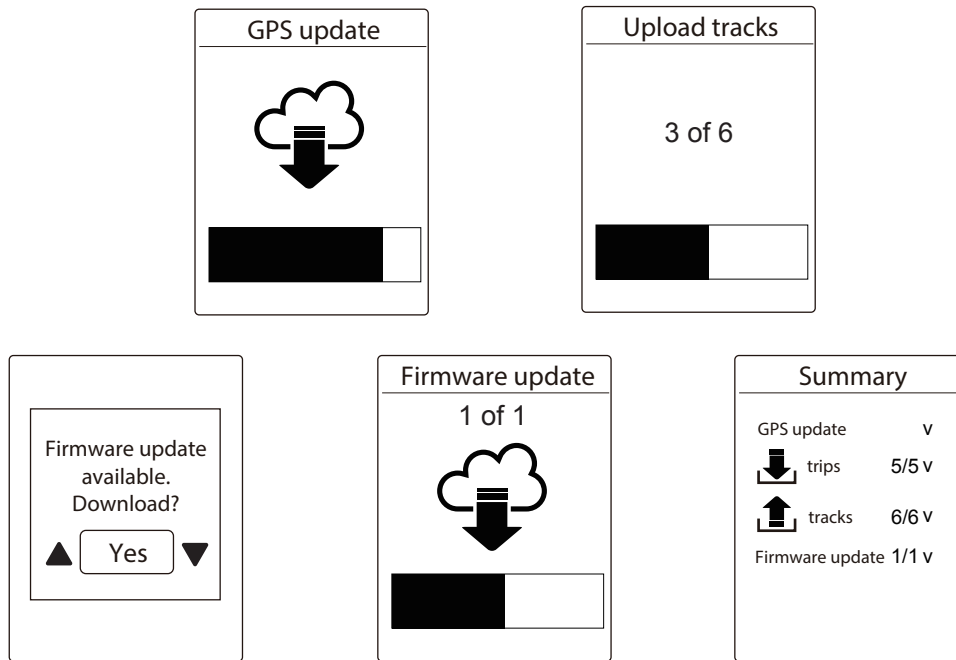 GPS update
Upload tracks
3 of 6
Firmware update
available.
Download?
Yes
Firmware update
1 of 1
Summary
GPS update v
trips 5/5 v
tracks 6/6 v
Firmware update 1/1 v